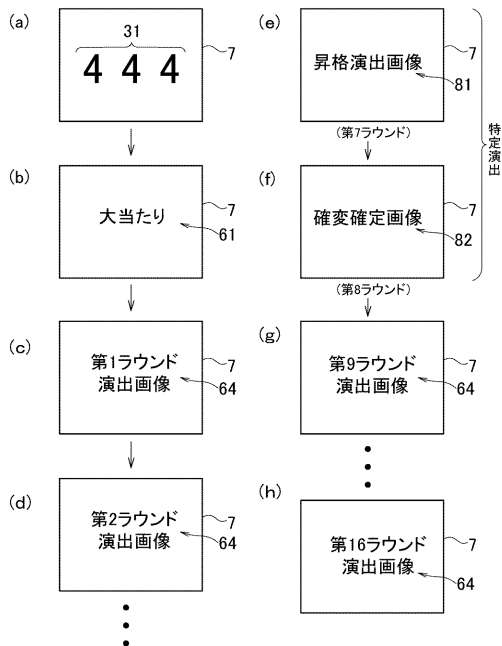 (a)
31
4 4 4
7
(b)
大当たり
7
61
(c)
第1ラウンド
演出画像
7
64
(d)
第2ラウンド
演出画像
7
64
(e)
昇格演出画像
7
81
(第7ラウンド)
(f)
確変確定画像
7
82
(第8ラウンド)
特定演出
(g)
第9ラウンド
演出画像
7
64
(h)
第16ラウンド
演出画像
7
64